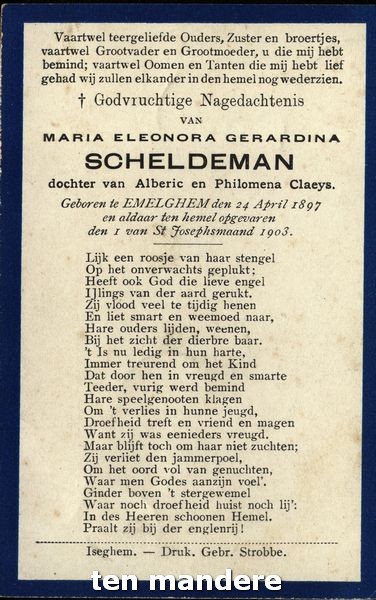 Vaartwel teergeliefde Ouders, Zuster en broertjes,
vaartwel Grootvader en Grootmoeder, u die mij hebt
bemind; vaartwel Oomen en Tanten die mij hebt lief
gehad wij zullen elkander in den hemel nog wederzien.
† Godvruchtige Nagedachtenis
VAN
MARIA ELEONORA GERARDINA
SCHELDEMAN
dochter van Alberic en Philomena Claeys.
Geboren te EMELGHEM den 24 April 1897
en aldaar ten hemel opgevaren
den 1 van St Josephsmaand 1903.
Lijk een roosje van haar stengel
Op het onverwachts geplukt;
Heeft ook God die lieve engel
IJlings van der aard gerukt.
Zij vlood veel te tijdig henen
En liet smart en weemoed naar,
Hare ouders lijden, weenen,
Bij het zicht der dierbre baar.
't Is nu ledig in hun harte,
Immer treurend om het Kind
Dat door hen in vreugd en smarte
Teeder, vurig werd bemind
Hare speelgenooten klagen
Om 't verlies in hunne jeugd,
Droefheid treft en vriend en magen
Want zij was eenieders vreugd.
Maar blijft toch om haar niet zuchten;
Zij verliet den jammerpoel,
Om het oord vol van genuchten,
Waar men Godes aanzijn voel'.
Ginder boven 't stergewemel
Waar noch droefheid huist noch lij':
In des Heeren schoonen Hemel.
Praalt zij bij der englenrij!
Iseghem. — Druk. Gebr. Strobbe.
ten mandere